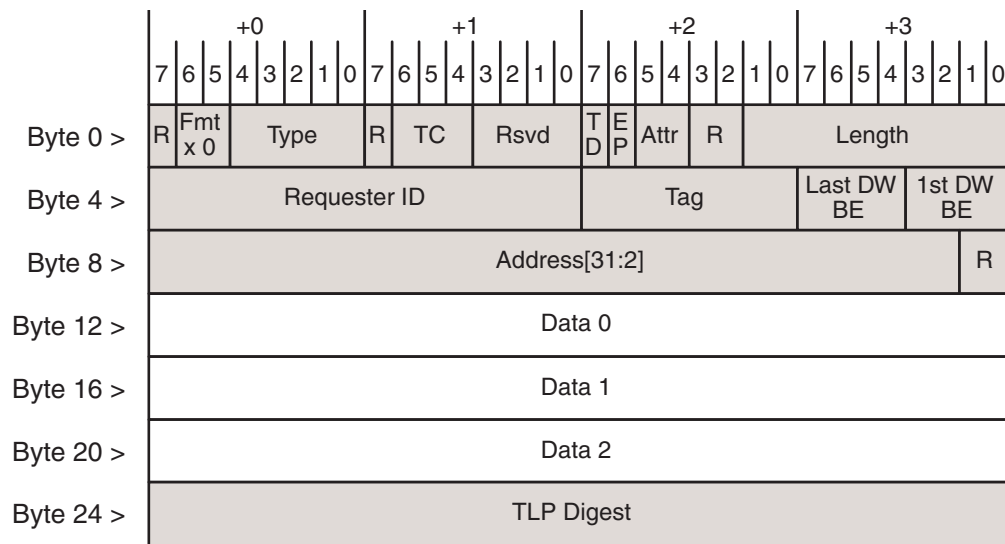 +0 +1 +2 +3
7 6 5 4 3 2 1 0 7 6 5 4 3 2 1 0 7 6 5 4 3 2 1 0 7 6 5 4 3 2 1 0
Byte 0 > R Fmt x 0 Type R TC Rsvd T D E P Attr R Length
Byte 4 > Requester ID Tag Last DW BE 1st DW BE
Byte 8 > Address[31:2] R
Byte 12 > Data 0
Byte 16 > Data 1
Byte 20 > Data 2
Byte 24 > TLP Digest